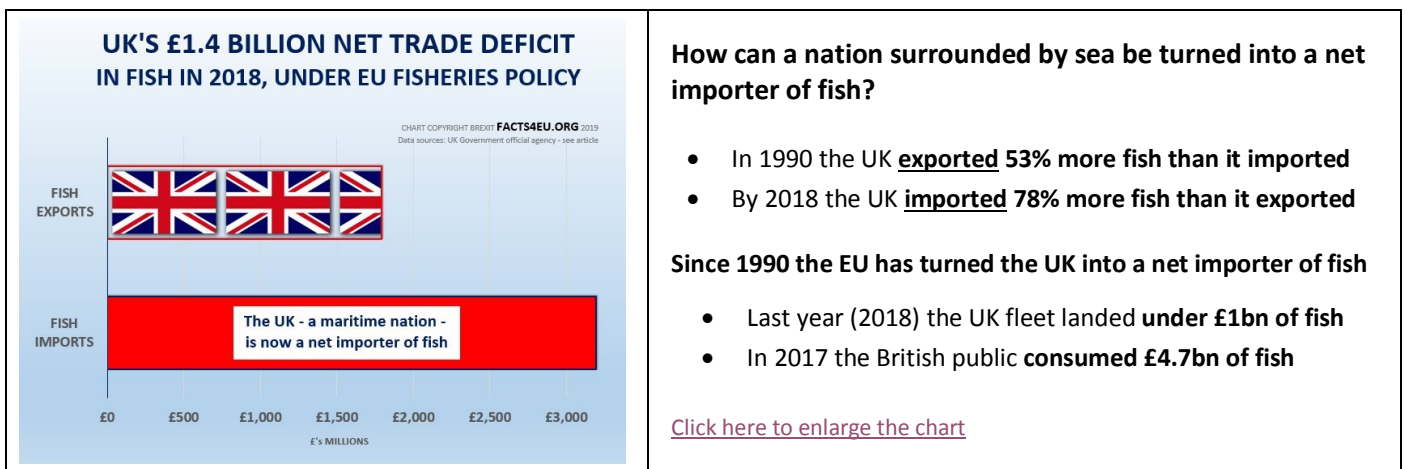 UK'S £1.4 BILLION NET TRADE DEFICIT
IN FISH IN 2018, UNDER EU FISHERIES POLICY
CHART COPYRIGHT BREXIT FACTS4EU.ORG 2019
Data sources: UK Government official agency - see article
FISH
EXPORTS
FISH
IMPORTS
The UK - a maritime nation -
is now a net importer of fish
£0 £500 £1,000 £1,500 £2,000 £2,500 £3,000
£'s MILLIONS
How can a nation surrounded by sea be turned into a net
importer of fish?
• In 1990 the UK exported 53% more fish than it imported
• By 2018 the UK imported 78% more fish than it exported
Since 1990 the EU has turned the UK into a net importer of fish
• Last year (2018) the UK fleet landed under £1bn of fish
• In 2017 the British public consumed £4.7bn of fish
Click here to enlarge the chart